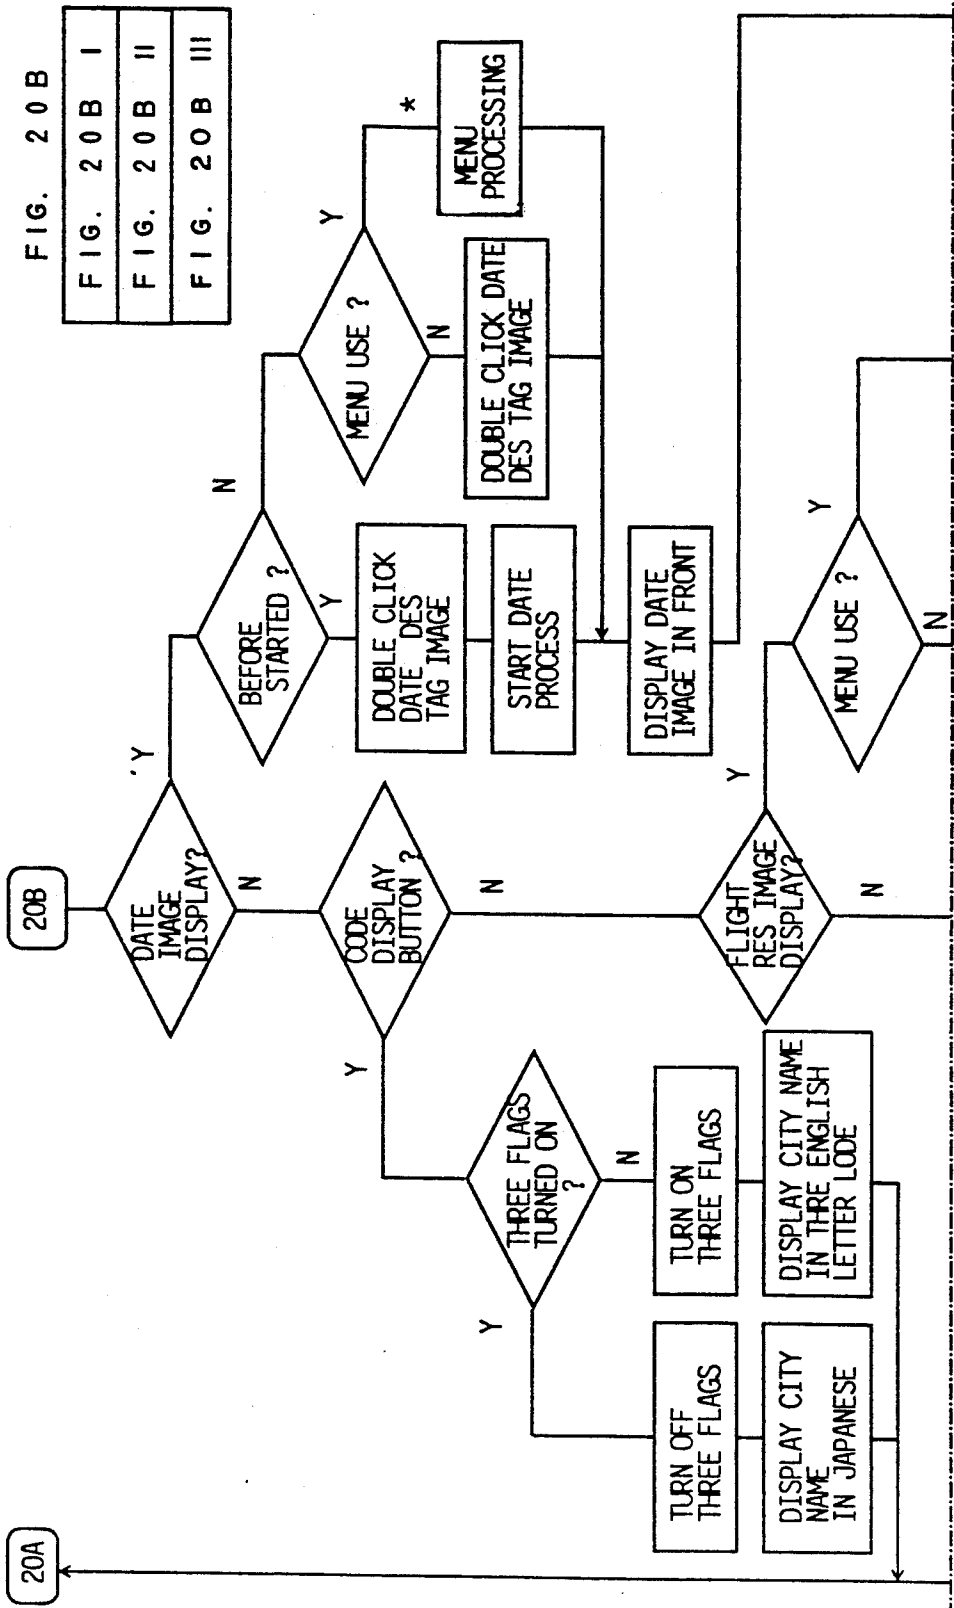 FIG. 20B
FIG. 20B I
FIG. 20B II
FIG. 20B III
20A
20B
DATE
IMAGE
DISPLAY?
Y
N
BEFORE
STARTED ?
N
Y
MENU USE ?
Y
N
*
MENU
PROCESSING
DOUBLE CLICK DATE
DES TAG IMAGE
DOUBLE CLICK
DATE DES
TAG IMAGE
START DATE
PROCESS
DISPLAY DATE
IMAGE IN FRONT
CODE
DISPLAY
BUTTON ?
Y
N
THREE FLAGS
TURNED ON
?
Y
N
TURN OFF
THREE FLAGS
TURN ON
THREE FLAGS
DISPLAY CITY
NAME
IN JAPANESE
DISPLAY CITY NAME
IN THRE ENGLISH
LETTER LODE
FLIGHT
RES IMAGE
DISPLAY?
Y
N
MENU USE ?
Y
N